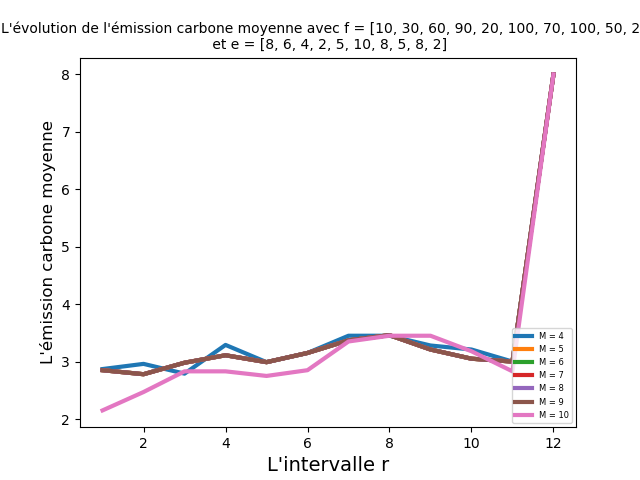 L'évolution de l'émission carbone moyenne avec f = [10, 30, 60, 90, 20, 100, 70, 100, 50, 2
et e = [8, 6, 4, 2, 5, 10, 8, 5, 8, 2]
L'émission carbone moyenne
8
7
6
5
4
3
2
M = 4
M = 5
M = 6
M = 7
M = 8
M = 9
M = 10
2 4 6 8 10 12
L'intervalle r